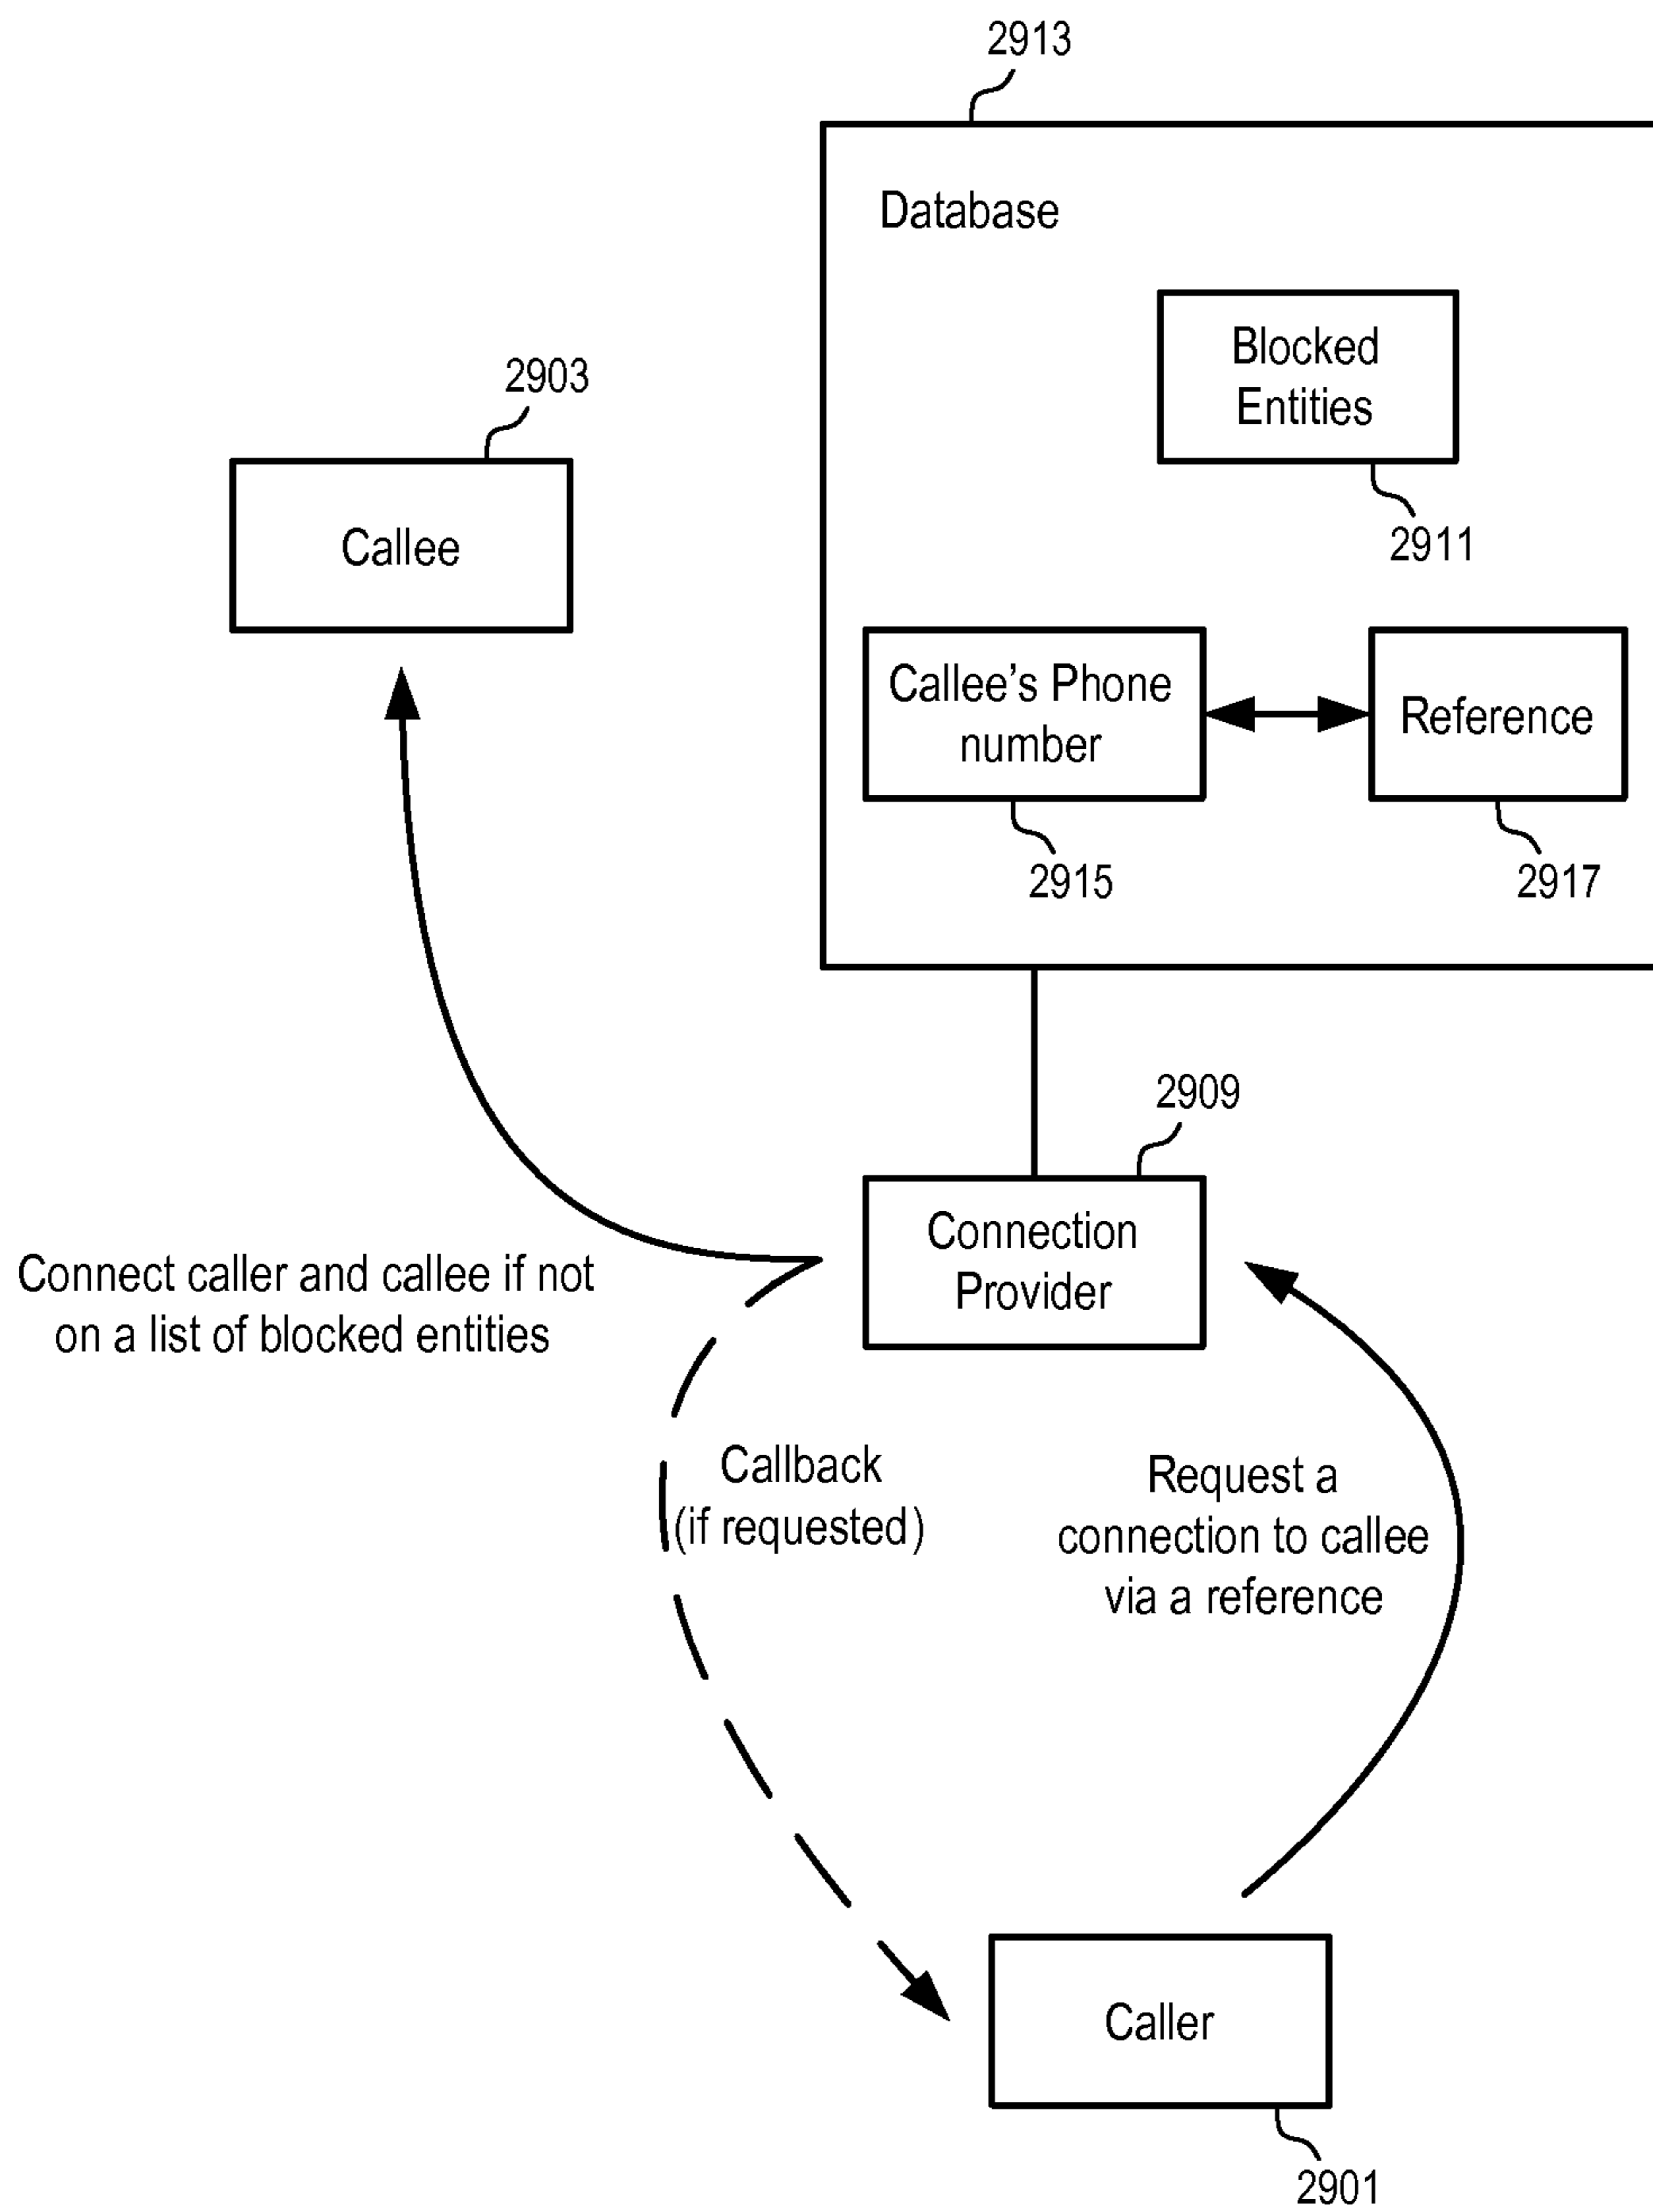 2913
Database
Blocked
Entities
2911
2903
Callee
Callee's Phone
number
2915
Reference
2917
2909
Connection
Provider
Connect caller and callee if not
on a list of blocked entities
Callback
(if requested)
Request a
connection to callee
via a reference
Caller
2901